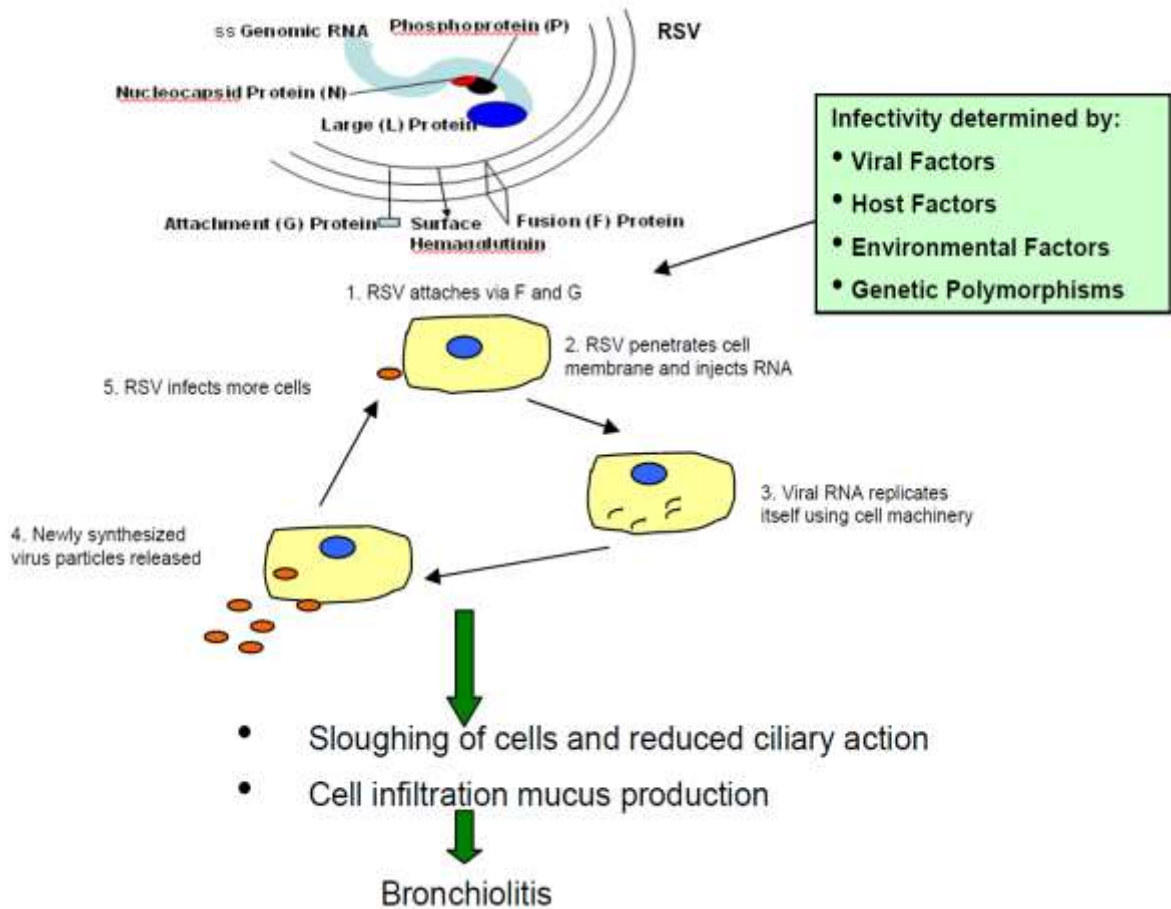 ss Genomic RNA
Phosphoprotein (P)
RSV
Nucleocapsid Protein (N)
Large (L) Protein
Attachment (G) Protein
Surface
Hemagglutinin
Fusion (F) Protein
Infectivity determined by:
• Viral Factors
• Host Factors
• Environmental Factors
• Genetic Polymorphisms
1. RSV attaches via F and G
2. RSV penetrates cell
membrane and injects RNA
3. Viral RNA replicates
itself using cell machinery
4. Newly synthesized
virus particles released
5. RSV infects more cells
• Sloughing of cells and reduced ciliary action
• Cell infiltration mucus production
Bronchiolitis